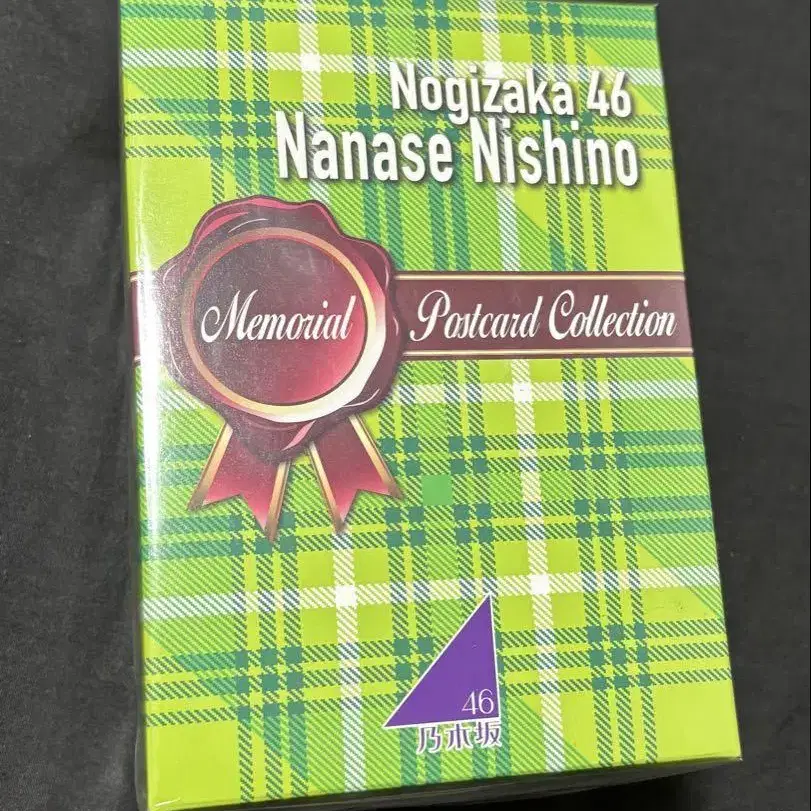 Nogizaka 46
Nanase Nishino
Memorial Postcard Collection
46
乃木坂